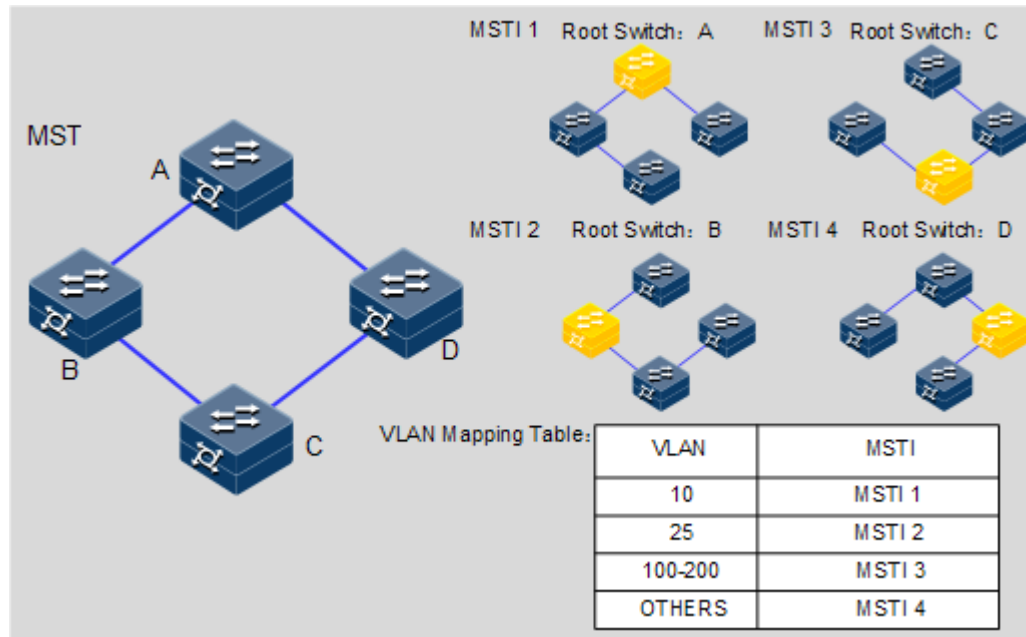 MSTI 1 Root Switch：A
MSTI 3 Root Switch：C
MST
A
B
D
C
MSTI 2 Root Switch：B
MSTI 4 Root Switch：D
VLAN Mapping Table：
VLAN MSTI
10 MSTI 1
25 MSTI 2
100-200 MSTI 3
OTHERS MSTI 4